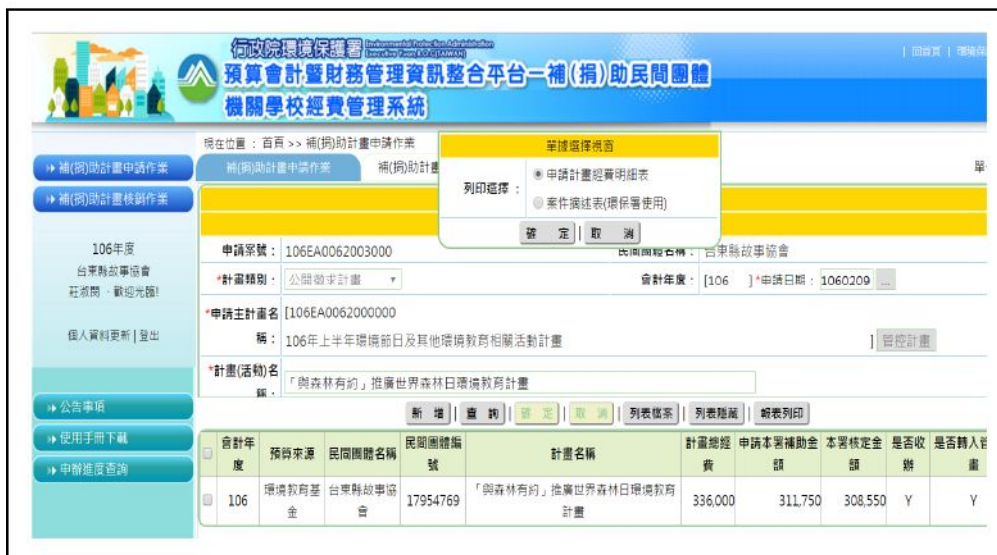 行政院環境保護署
預算會計暨財務管理資訊整合平台－補(捐)助民間團體
機關學校經費管理系統
| 回首頁 | 環境保
現在位置 : 首頁 >> 補(捐)助計畫申請作業
補(捐)助計畫申請作業
補(捐)助計畫核銷作業
補(捐)助計畫申請作業
補(捐)助計畫
單
單據選擇視窗
列印選擇 :
申請計畫經費明細表
案件摘述表(環保署使用)
確 定 | 取 消
106年度
台東縣故事協會
歡迎光臨!
個人資料更新 | 登出
公告事項
使用手冊下載
申辦進度查詢
申請案號 : 106EA0062003000
民間團體名稱 : 台東縣故事協會
*計畫類別 : 公開徵求計畫
會計年度 : [106 ] *申請日期 : 1060209 ...
*申請主計畫名稱 : [106EA0062000000
106年上半年環境節日及其他環境教育相關活動計畫 ] 管控計畫
*計畫(活動)名稱 : 「與森林有約」推廣世界森林日環境教育計畫
新 增 | 查 詢 | 確 定 | 取 消 | 列表檔案 | 列表隱藏 | 報表列印
會計年度 預算來源 民間團體名稱 民間團體編號 計畫名稱 計畫總經費 申請本署補助金額 本署核定金額 是否收辦 是否轉入管
畫
106 環境教育基金 台東縣故事協會 17954769 「與森林有約」推廣世界森林日環境教育計畫 336,000 311,750 308,550 Y Y